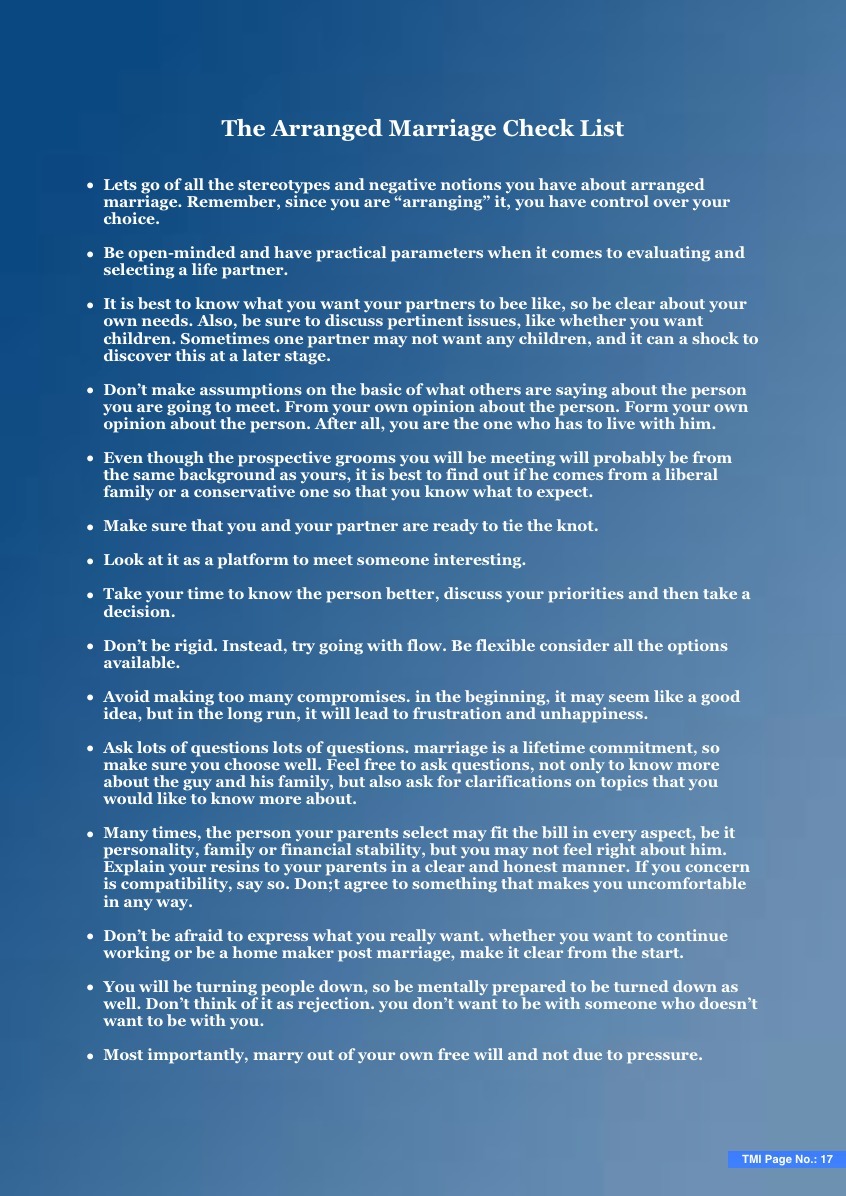 The Arranged Marriage Check List
• Lets go of all the stereotypes and negative notions you have about arranged
marriage. Remember, since you are “arranging” it, you have control over your
choice.
• Be open-minded and have practical parameters when it comes to evaluating and
selecting a life partner.
• It is best to know what you want your partners to bee like, so be clear about your
own needs. Also, be sure to discuss pertinent issues, like whether you want
children. Sometimes one partner may not want any children, and it can a shock to
discover this at a later stage.
• Don’t make assumptions on the basic of what others are saying about the person
you are going to meet. From your own opinion about the person. Form your own
opinion about the person. After all, you are the one who has to live with him.
• Even though the prospective grooms you will be meeting will probably be from
the same background as yours, it is best to find out if he comes from a liberal
family or a conservative one so that you know what to expect.
• Make sure that you and your partner are ready to tie the knot.
• Look at it as a platform to meet someone interesting.
• Take your time to know the person better, discuss your priorities and then take a
decision.
• Don’t be rigid. Instead, try going with flow. Be flexible consider all the options
available.
• Avoid making too many compromises. in the beginning, it may seem like a good
idea, but in the long run, it will lead to frustration and unhappiness.
• Ask lots of questions lots of questions. marriage is a lifetime commitment, so
make sure you choose well. Feel free to ask questions, not only to know more
about the guy and his family, but also ask for clarifications on topics that you
would like to know more about.
• Many times, the person your parents select may fit the bill in every aspect, be it
personality, family or financial stability, but you may not feel right about him.
Explain your resins to your parents in a clear and honest manner. If you concern
is compatibility, say so. Don;t agree to something that makes you uncomfortable
in any way.
• Don’t be afraid to express what you really want. whether you want to continue
working or be a home maker post marriage, make it clear from the start.
• You will be turning people down, so be mentally prepared to be turned down as
well. Don’t think of it as rejection. you don’t want to be with someone who doesn’t
want to be with you.
• Most importantly, marry out of your own free will and not due to pressure.
TMI Page No.: 17